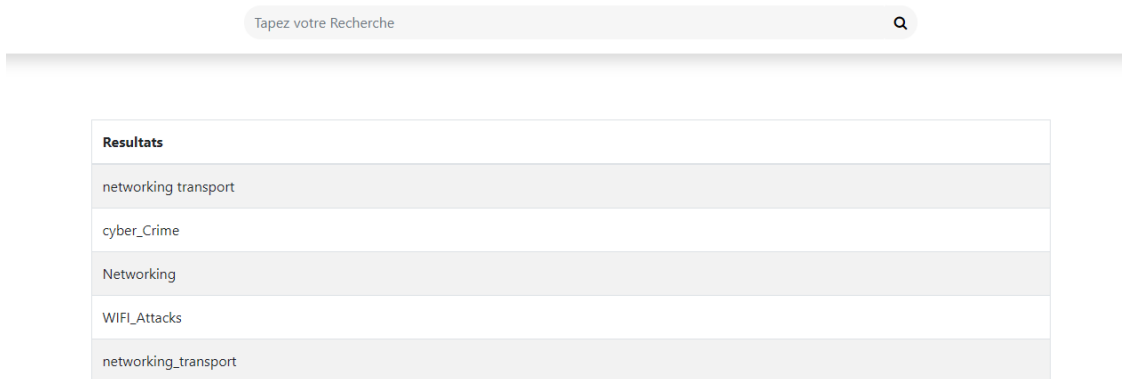 Tapez votre Recherche
Resultats
networking transport
cyber_Crime
Networking
WIFI_Attacks
networking_transport